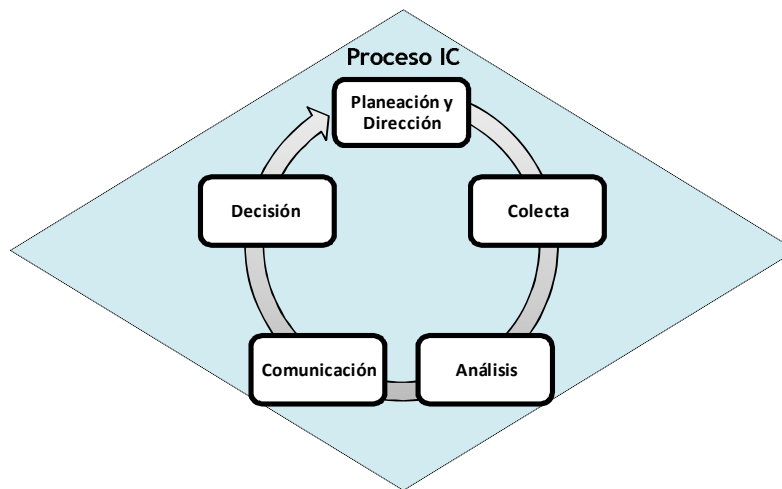 Proceso IC
Planeación y
Dirección
Colecta
Análisis
Comunicación
Decisión